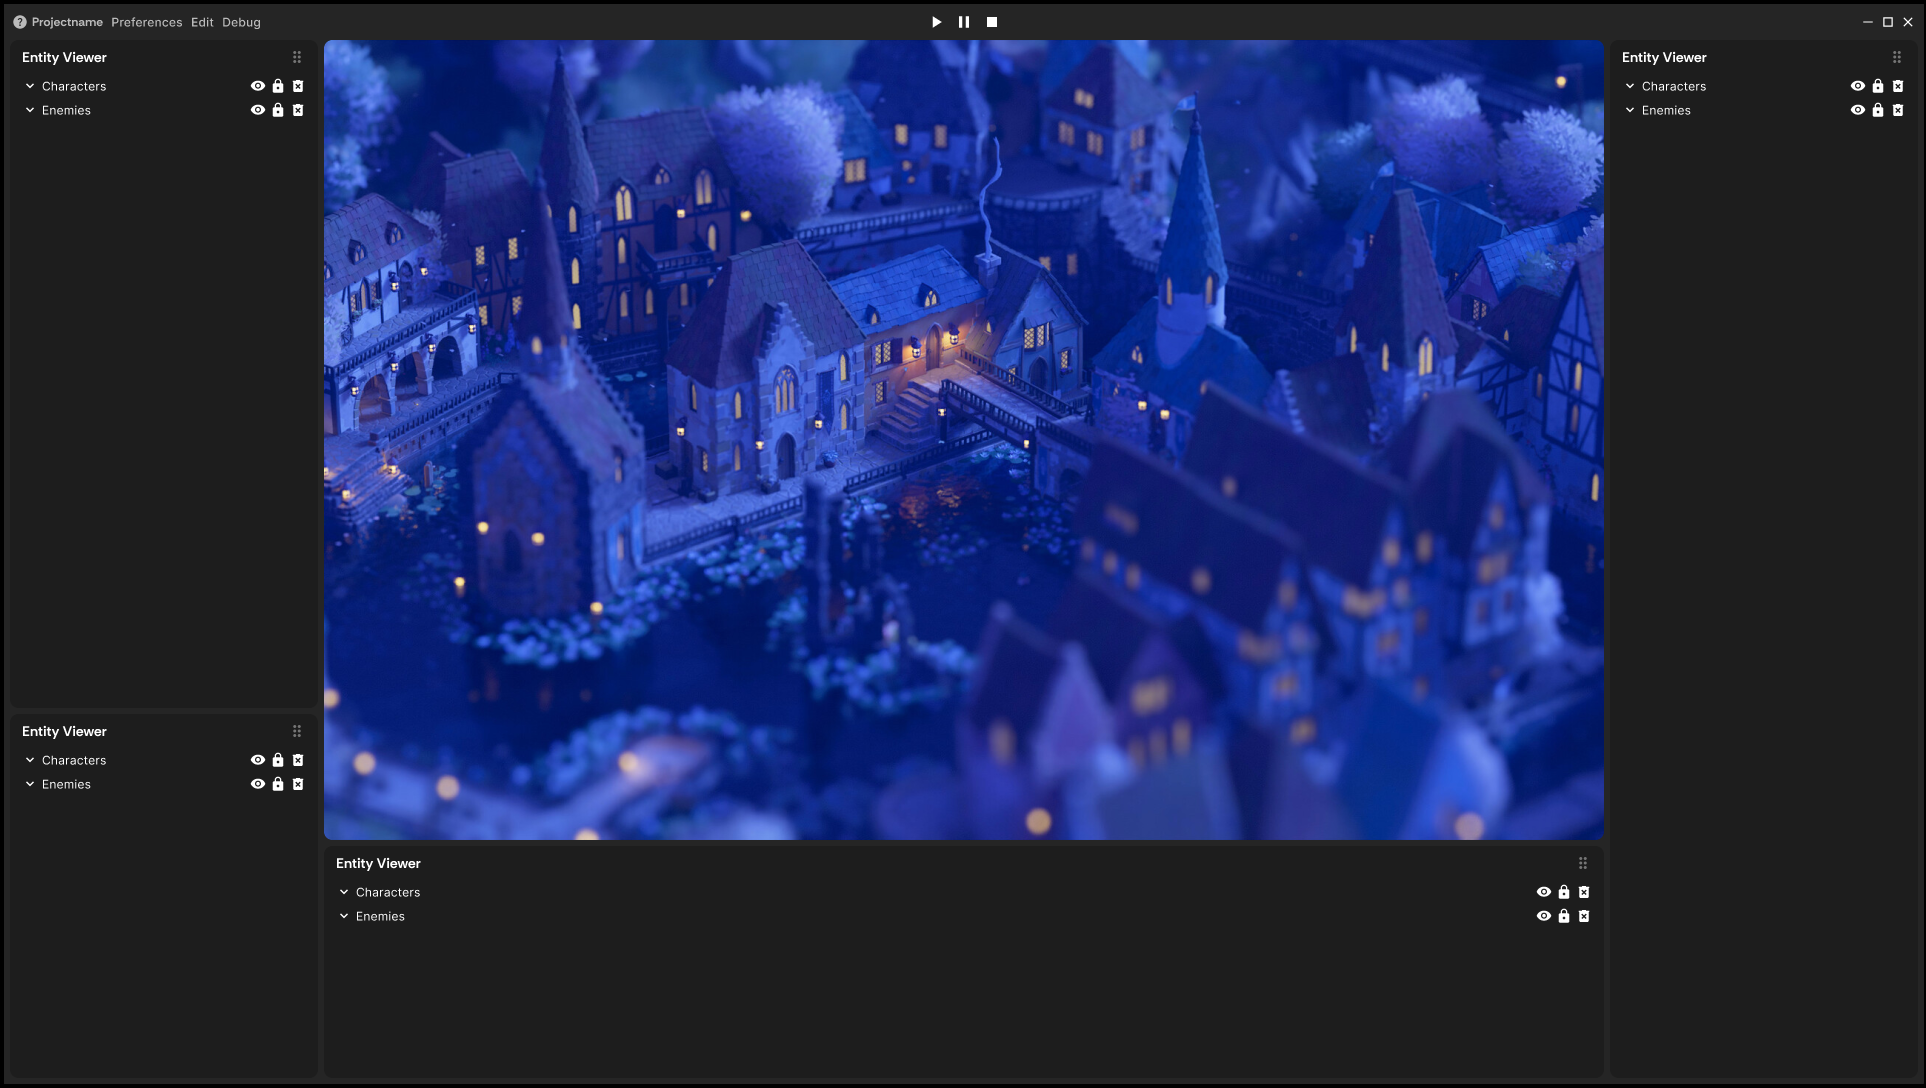 ? Projectname Preferences Edit Debug
Entity Viewer
Characters
Enemies
Entity Viewer
Characters
Enemies
Entity Viewer
Characters
Enemies
Entity Viewer
Characters
Enemies